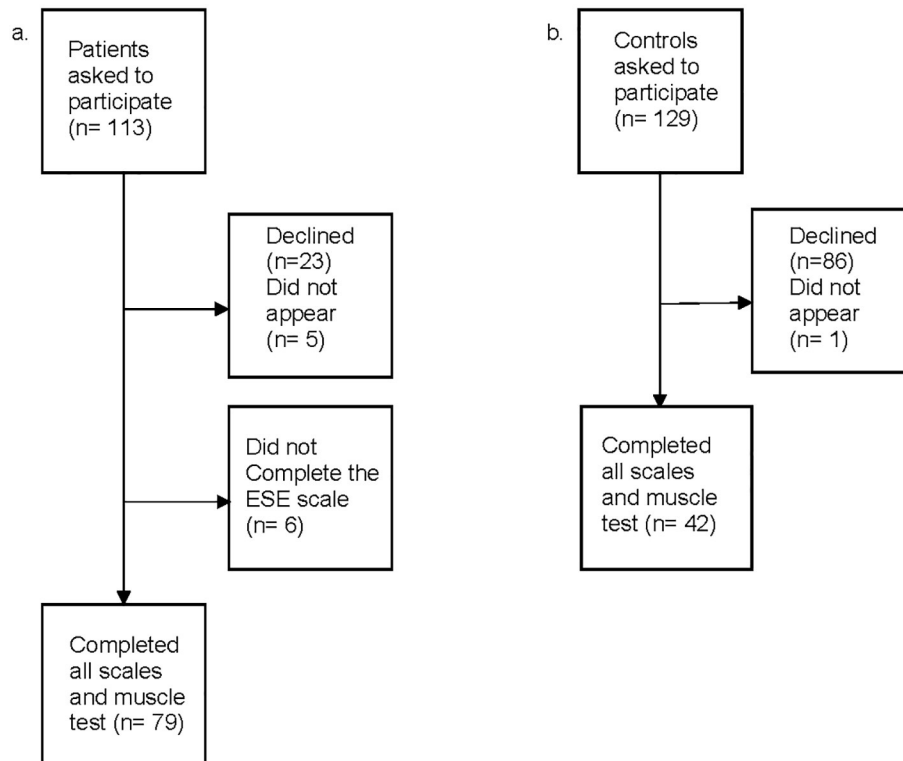 a.
Patients
asked to
participate
(n= 113)
Declined
(n=23)
Did not
appear
(n= 5)
Did not
Complete the
ESE scale
(n= 6)
Completed
all scales
and muscle
test (n= 79)
b.
Controls
asked to
participate
(n= 129)
Declined
(n=86)
Did not
appear
(n= 1)
Completed
all scales
and muscle
test (n= 42)